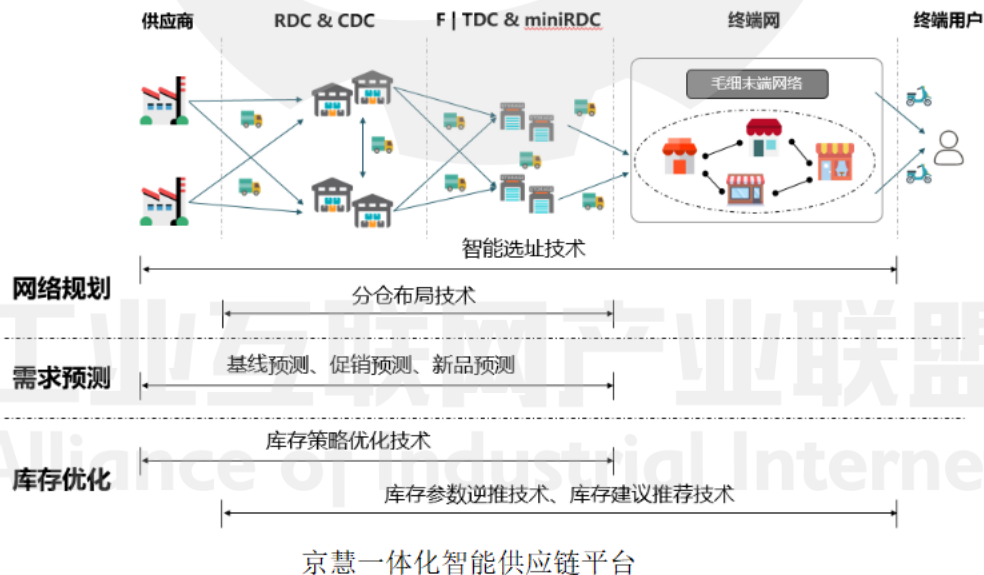 供应商 RDC & CDC F | TDC & miniRDC 终端网 终端用户
毛细末端网络
智能选址技术
网络规划
分仓布局技术
基线预测、促销预测、新品预测
需求预测
库存策略优化技术
库存优化
库存参数逆推技术、库存建议推荐技术
京慧一体化智能供应链平台
工业互联网产业联盟
Alliance of Industrial Interne